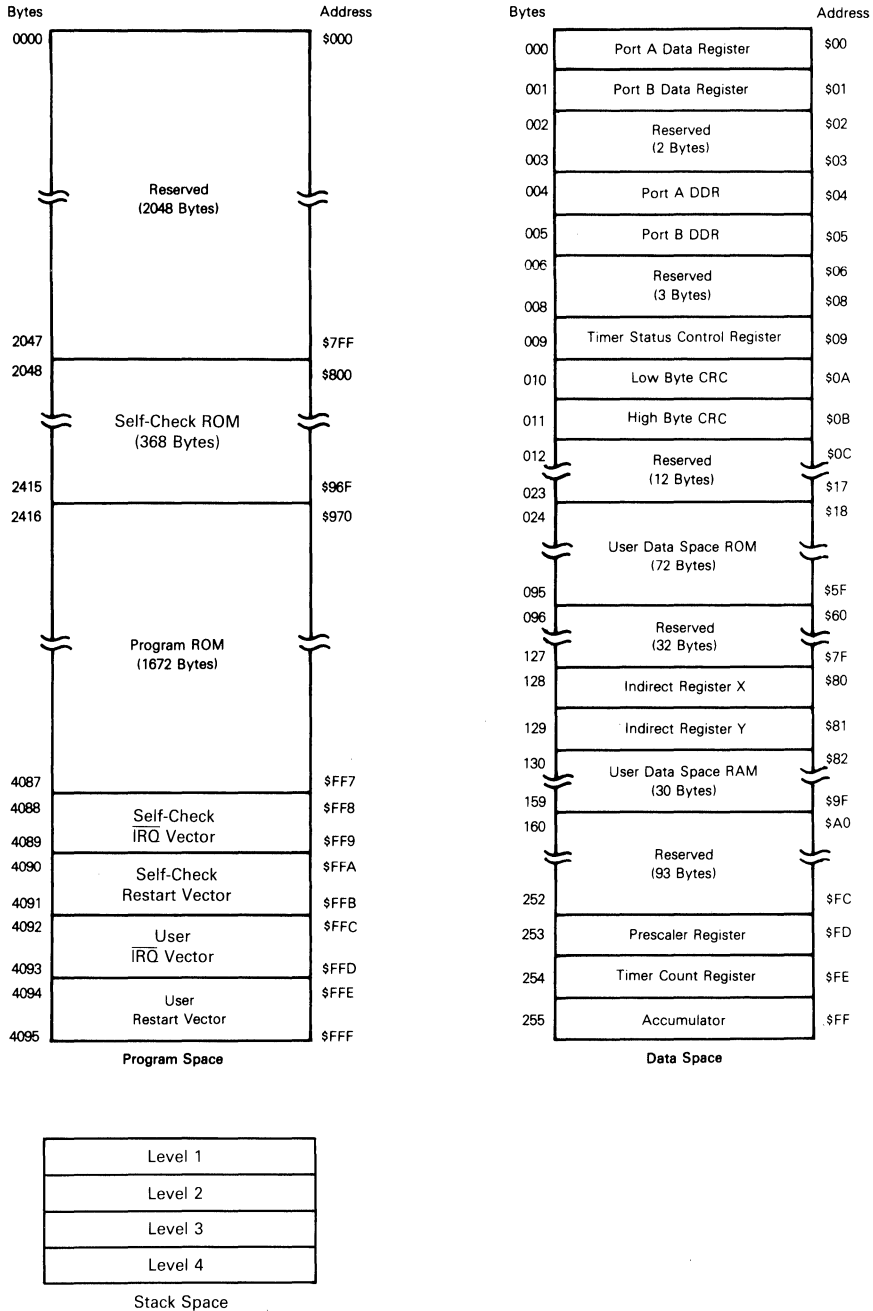 Bytes
Address
0000
$000
Reserved
(2048 Bytes)
2047
$7FF
2048
$800
Self-Check ROM
(368 Bytes)
2415
$96F
2416
$970
Program ROM
(1672 Bytes)
4087
$FF7
4088
$FF8
Self-Check
IRQ Vector
4089
$FF9
4090
$FFA
Self-Check
Restart Vector
4091
$FFB
4092
$FFC
User
IRQ Vector
4093
$FFD
4094
$FFE
User
Restart Vector
4095
$FFF
Program Space
Bytes
Address
000
Port A Data Register
$00
001
Port B Data Register
$01
002
$02
Reserved
(2 Bytes)
003
$03
004
Port A DDR
$04
005
Port B DDR
$05
006
$06
Reserved
(3 Bytes)
008
$08
009
Timer Status Control Register
$09
010
Low Byte CRC
$0A
011
High Byte CRC
$0B
012
$0C
Reserved
(12 Bytes)
023
$17
024
$18
User Data Space ROM
(72 Bytes)
095
$5F
096
$60
Reserved
(32 Bytes)
127
$7F
128
Indirect Register X
$80
129
Indirect Register Y
$81
130
$82
User Data Space RAM
(30 Bytes)
159
$9F
160
$A0
Reserved
(93 Bytes)
252
$FC
253
Prescaler Register
$FD
254
Timer Count Register
$FE
255
Accumulator
$FF
Data Space
Level 1
Level 2
Level 3
Level 4
Stack Space